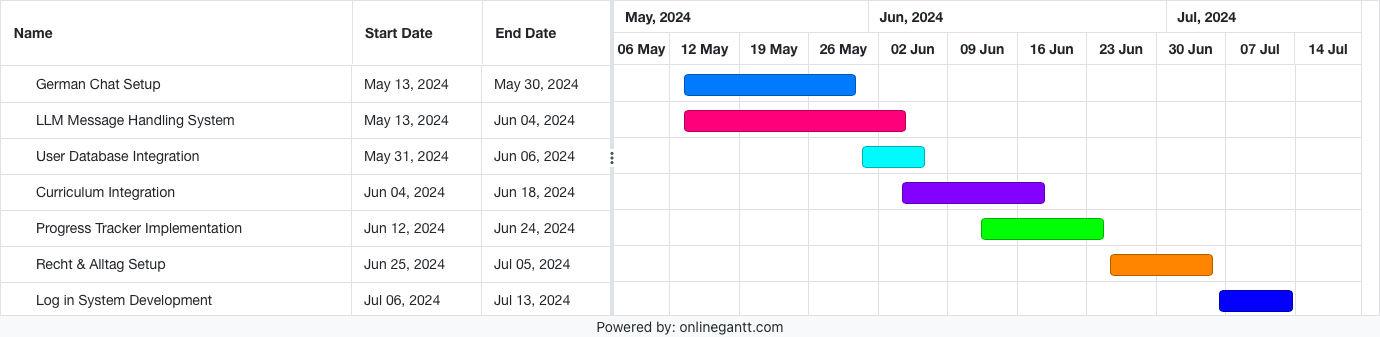 May, 2024 Jun, 2024 Jul, 2024
Name Start Date End Date
06 May 12 May 19 May 26 May 02 Jun 09 Jun 16 Jun 23 Jun 30 Jun 07 Jul 14 Jul
German Chat Setup May 13, 2024 May 30, 2024
LLM Message Handling System May 13, 2024 Jun 04, 2024
User Database Integration May 31, 2024 Jun 06, 2024
Curriculum Integration Jun 04, 2024 Jun 18, 2024
Progress Tracker Implementation Jun 12, 2024 Jun 24, 2024
Recht & Alltag Setup Jun 25, 2024 Jul 05, 2024
Log in System Development Jul 06, 2024 Jul 13, 2024
Powered by: onlinegantt.com